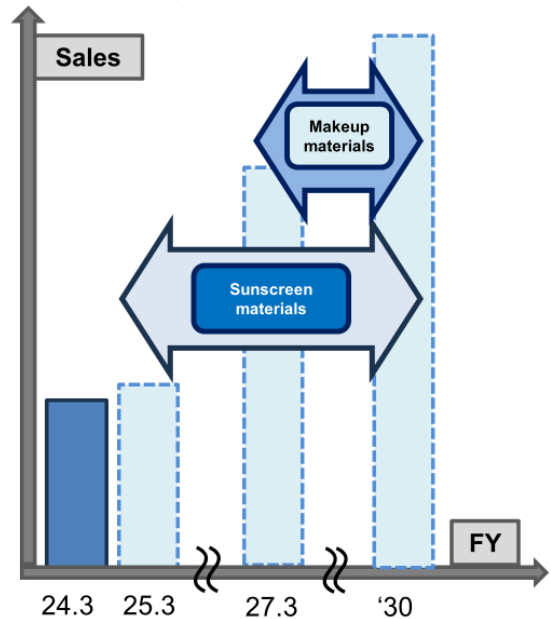 Sales
Makeup
materials
Sunscreen
materials
FY
24.3
25.3
27.3
‘30